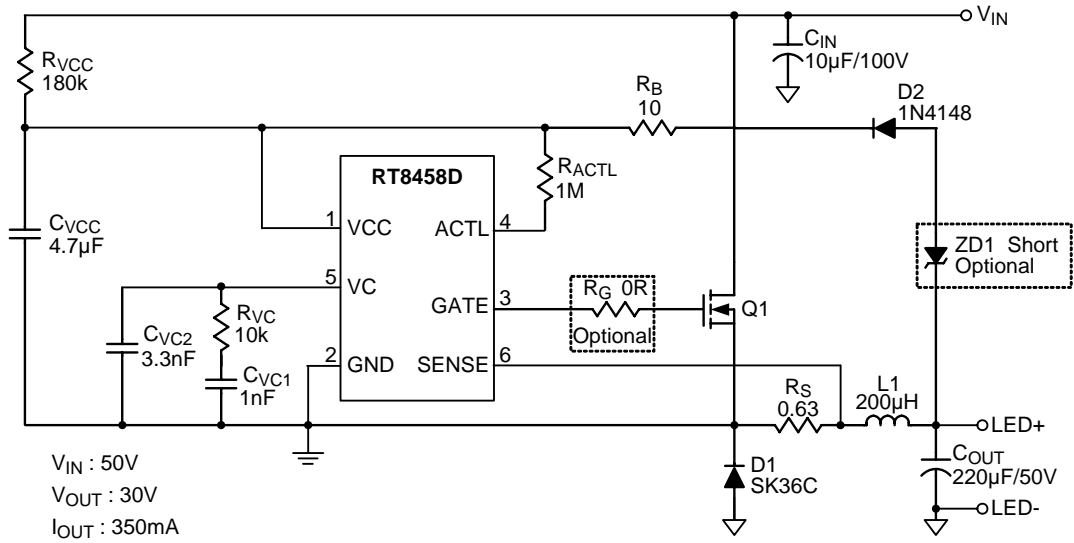 VIN
RVCC
180k
CIN
10µF/100V
RB
10
D2
1N4148
RT8458D
RACTL
1M
1
VCC
ACTL
4
CVCC
4.7µF
5
VC
ZD1 Short
Optional
GATE
3
RG 0R
Optional
Q1
RVC
10k
CVC2
3.3nF
2
GND
SENSE
6
CVC1
1nF
RS
0.63
L1
200µH
LED+
VIN : 50V
VOUT : 30V
IOUT : 350mA
D1
SK36C
COUT
220µF/50V
LED-